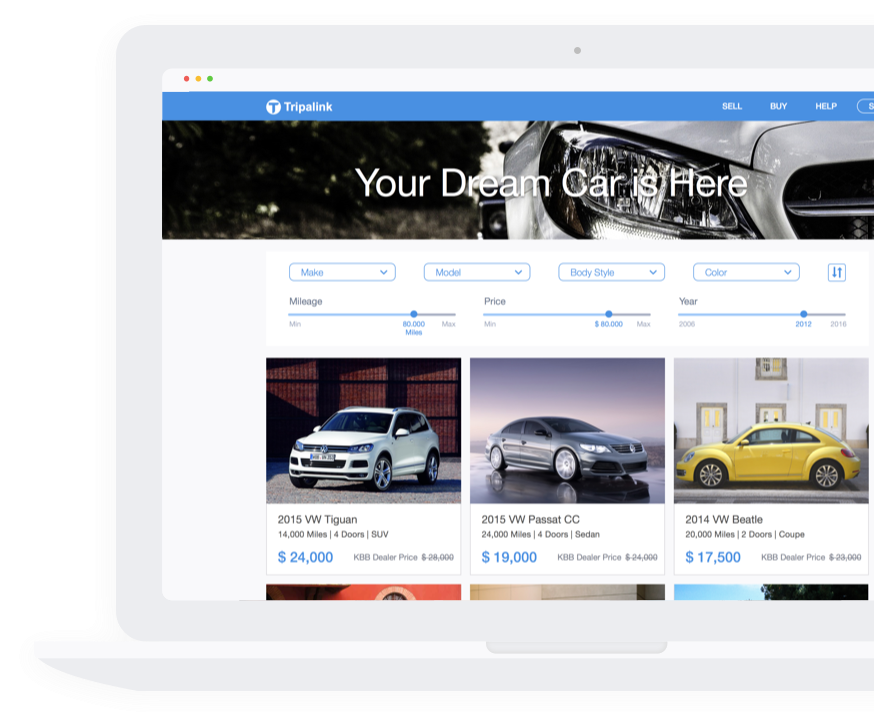 Tripalink
SELL BUY HELP S
Your Dream Car is Here
Make Model Body Style Color
Mileage Price Year
Min 80.000 Miles Max Min $ 80.000 Max 2006 2012 2016
2015 VW Tiguan
14,000 Miles | 4 Doors | SUV
$ 24,000 KBB Dealer Price $ 28,000
2015 VW Passat CC
24,000 Miles | 4 Doors | Sedan
$ 19,000 KBB Dealer Price $ 24,000
2014 VW Beatle
20,000 Miles | 2 Doors | Coupe
$ 17,500 KBB Dealer Price $ 23,000